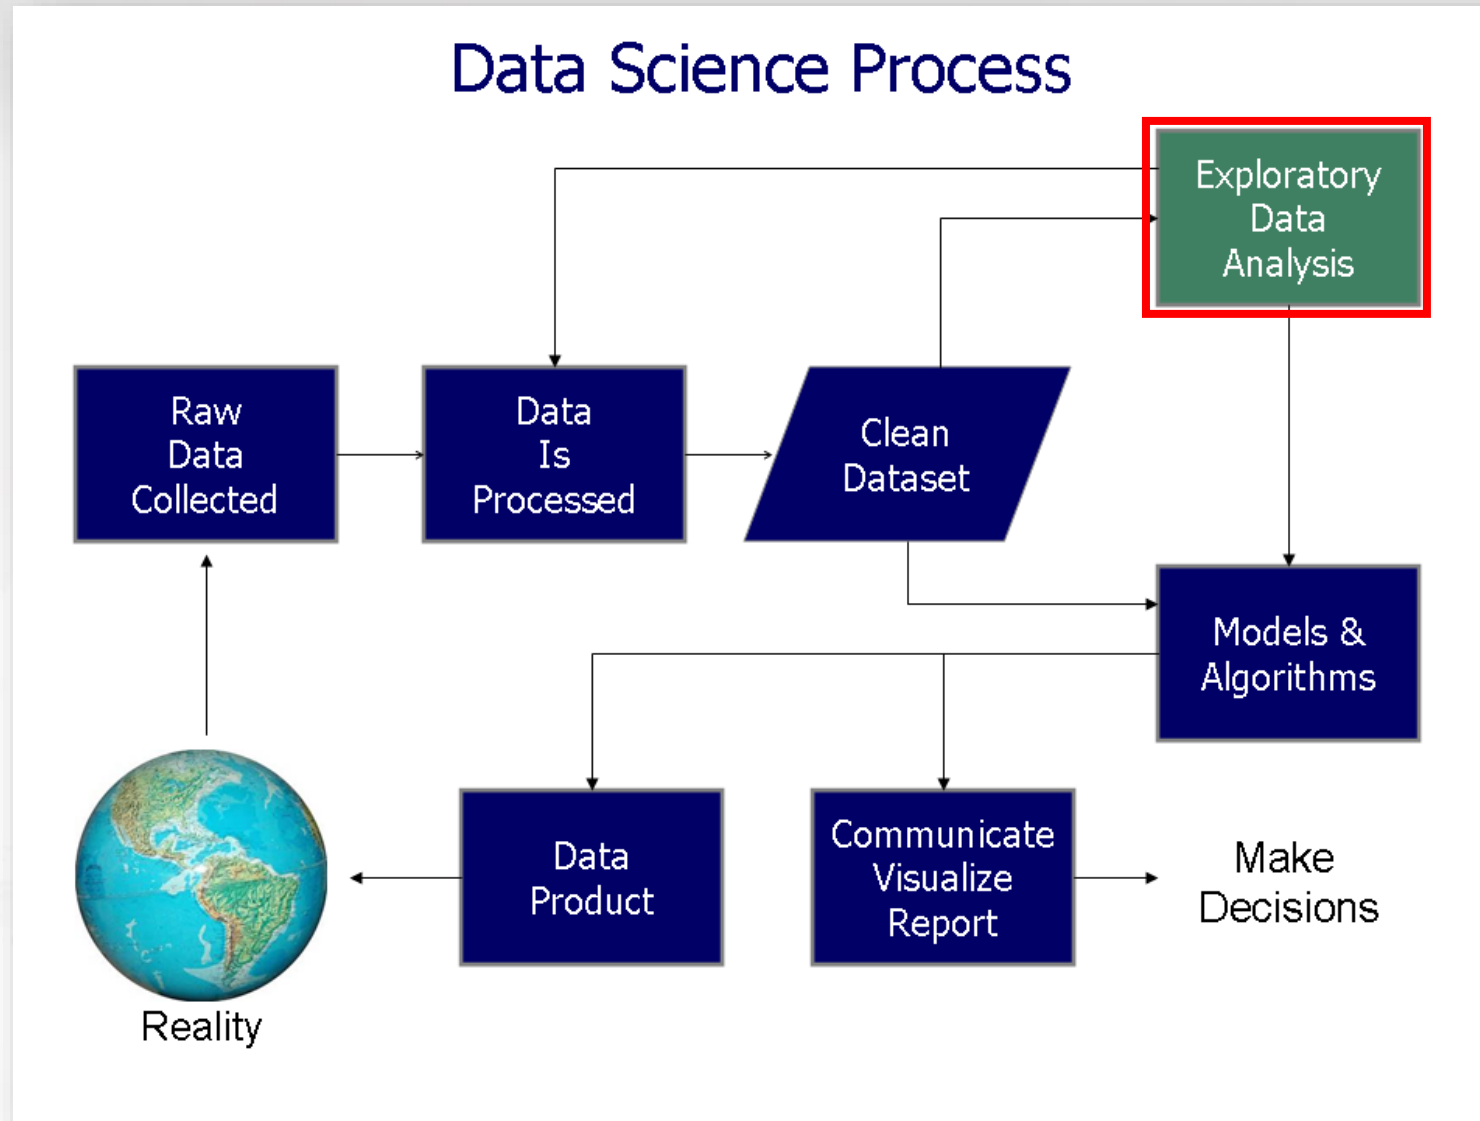 Data Science Process
Exploratory
Data
Analysis
Raw
Data
Collected
Data
Is
Processed
Clean
Dataset
Models &
Algorithms
Data
Product
Communicate
Visualize
Report
Make
Decisions
Reality